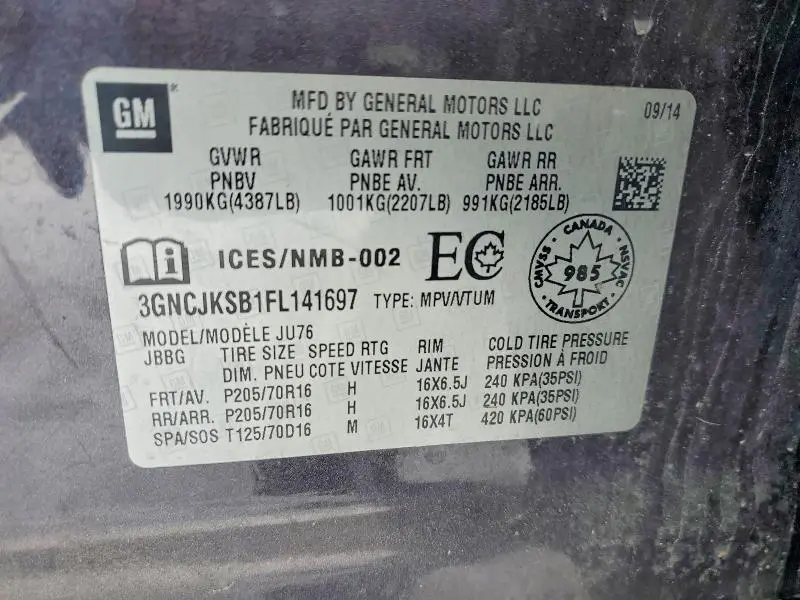 GM
MFD BY GENERAL MOTORS LLC
FABRIQUÉ PAR GENERAL MOTORS LLC
09/14
GVWR GAWR FRT GAWR RR
PNBV PNBE AV. PNBE ARR.
1990KG(4387LB) 1001KG(2207LB) 991KG(2185LB)
i ICES/NMB-002 EC
CANADA
CMVSS 985 NSVAC
TRANSPORT
3GNCJKSB1FL141697 TYPE: MPV/VTUM
MODEL/MODÈLE JU76
JBBG TIRE SIZE SPEED RTG RIM COLD TIRE PRESSURE
DIM. PNEU COTE VITESSE JANTE PRESSION À FROID
FRT/AV. P205/70R16 H 16X6.5J 240 KPA(35PSI)
RR/ARR. P205/70R16 H 16X6.5J 240 KPA(35PSI)
SPA/SOS T125/70D16 M 16X4T 420 KPA(60PSI)